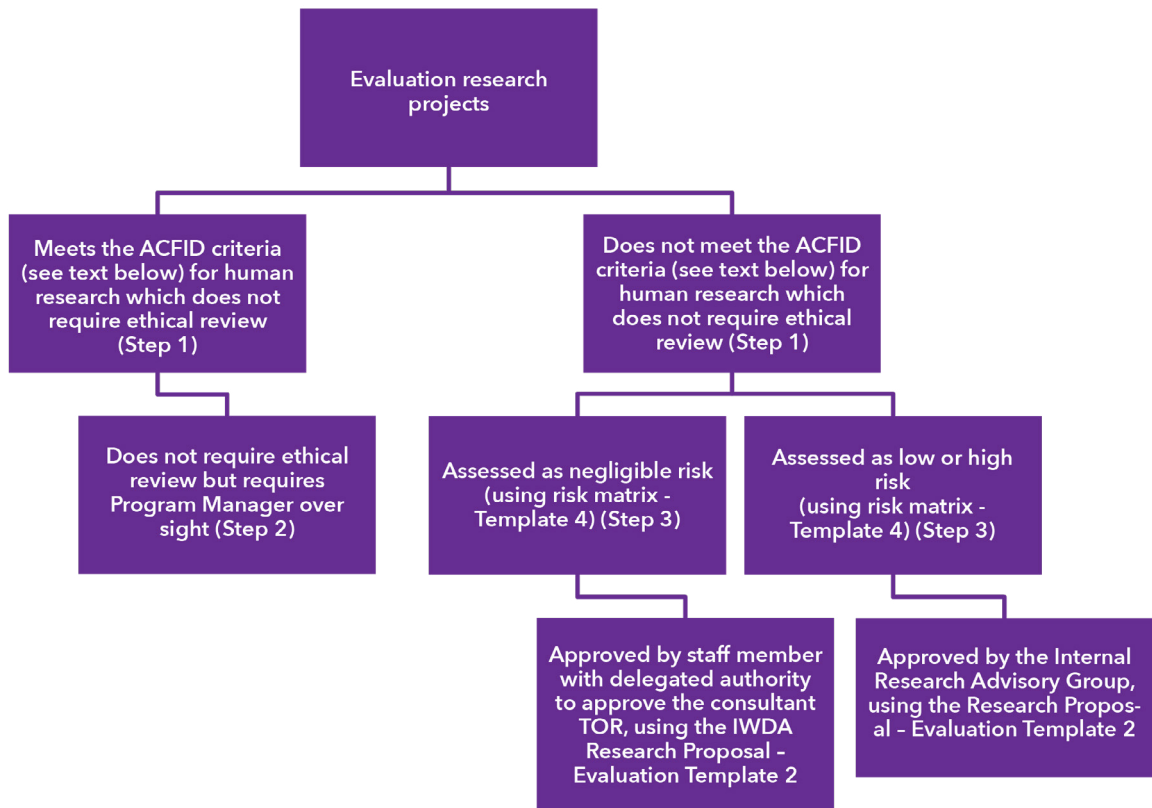 Evaluation research
projects
Meets the ACFID criteria
(see text below) for human
research which does not
require ethical review
(Step 1)
Does not meet the ACFID
criteria (see text below) for
human research which
does not require ethical
review (Step 1)
Does not require ethical
review but requires
Program Manager over
sight (Step 2)
Assessed as negligible risk
(using risk matrix -
Template 4) (Step 3)
Assessed as low or high
risk
(using risk matrix -
Template 4) (Step 3)
Approved by staff member
with delegated authority
to approve the consultant
TOR, using the IWDA
Research Proposal –
Evaluation Template 2
Approved by the Internal
Research Advisory Group,
using the Research Propos-
al – Evaluation Template 2